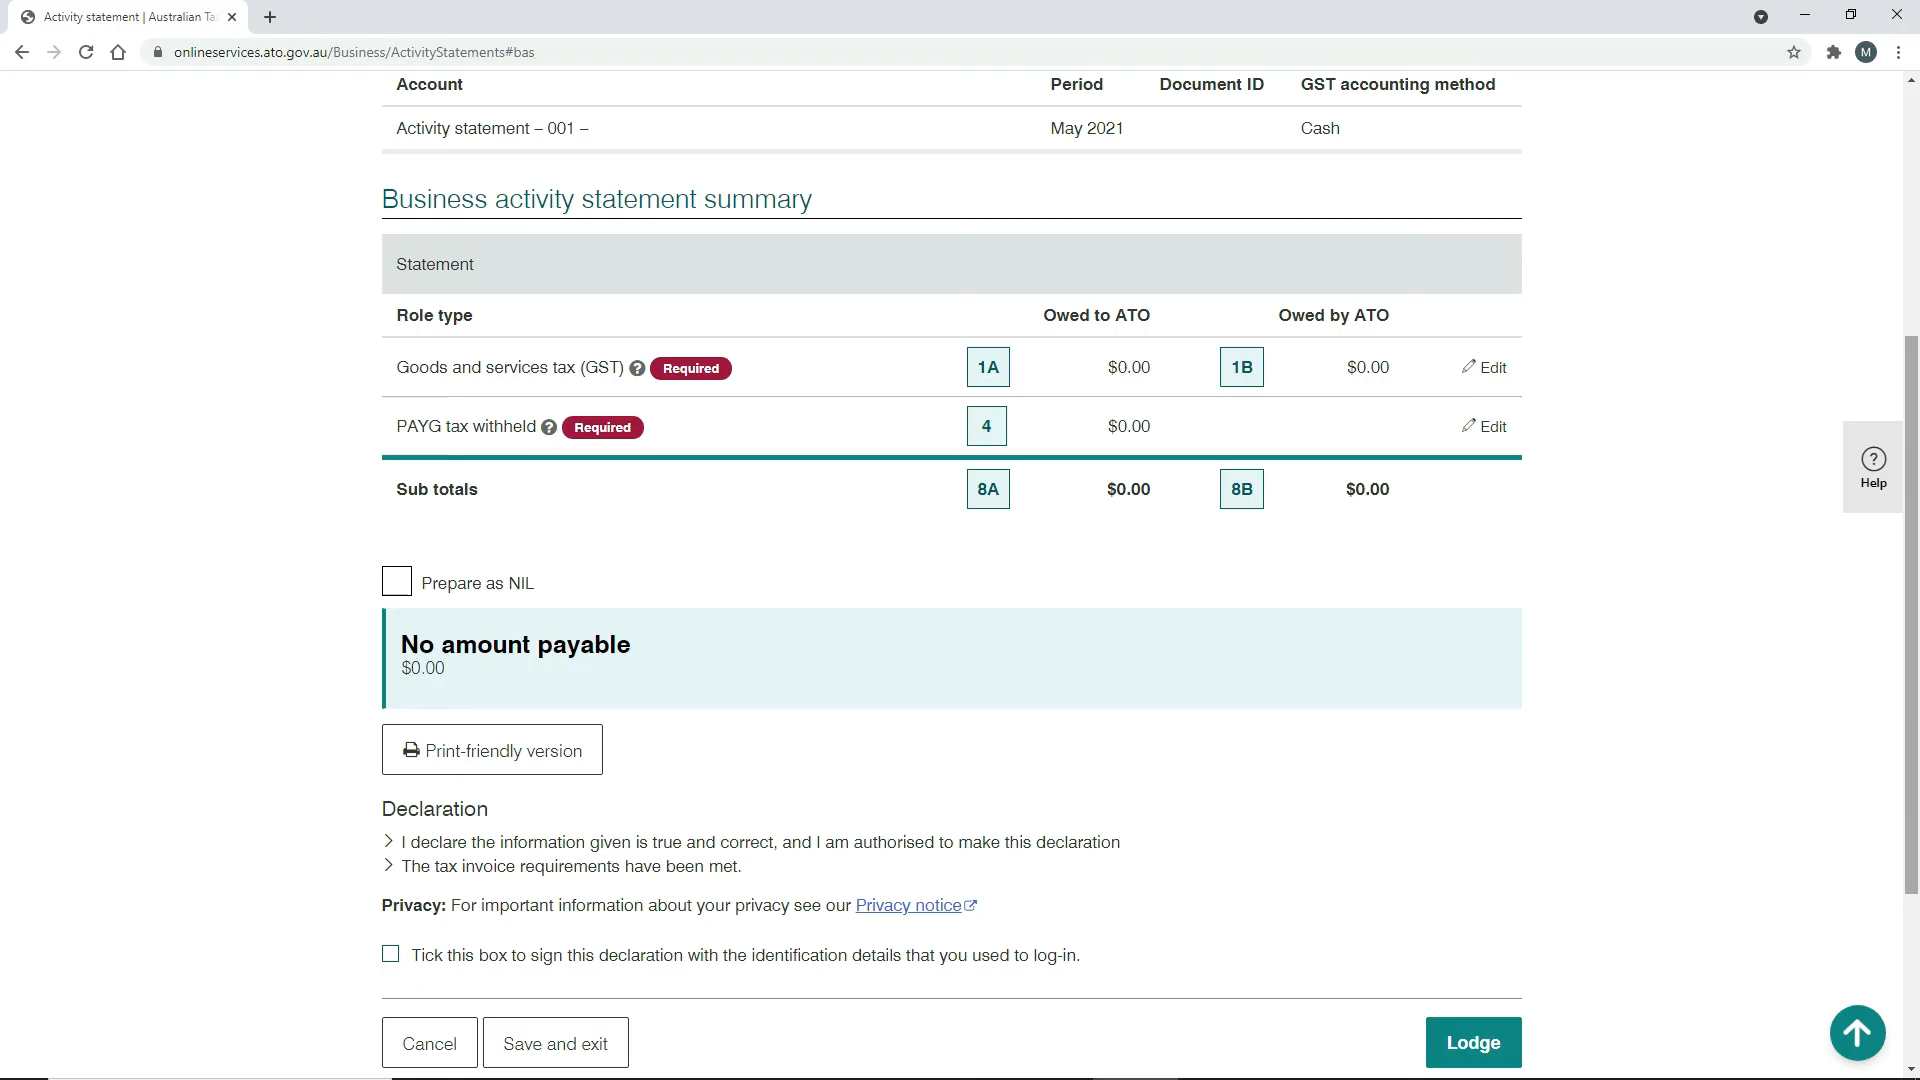 Activity statement | Australian Ta
onlineservices.ato.gov.au/Business/ActivityStatements#bas
M
Account Period Document ID GST accounting method
Activity statement – 001 – May 2021 Cash
Business activity statement summary
Statement
Role type Owed to ATO Owed by ATO
Goods and services tax (GST) ? Required 1A $0.00 1B $0.00 Edit
PAYG tax withheld ? Required 4 $0.00 Edit
Sub totals 8A $0.00 8B $0.00
? Help
Prepare as NIL
No amount payable
$0.00
Print-friendly version
Declaration
> I declare the information given is true and correct, and I am authorised to make this declaration
> The tax invoice requirements have been met.
Privacy: For important information about your privacy see our Privacy notice
Tick this box to sign this declaration with the identification details that you used to log-in.
Cancel Save and exit Lodge